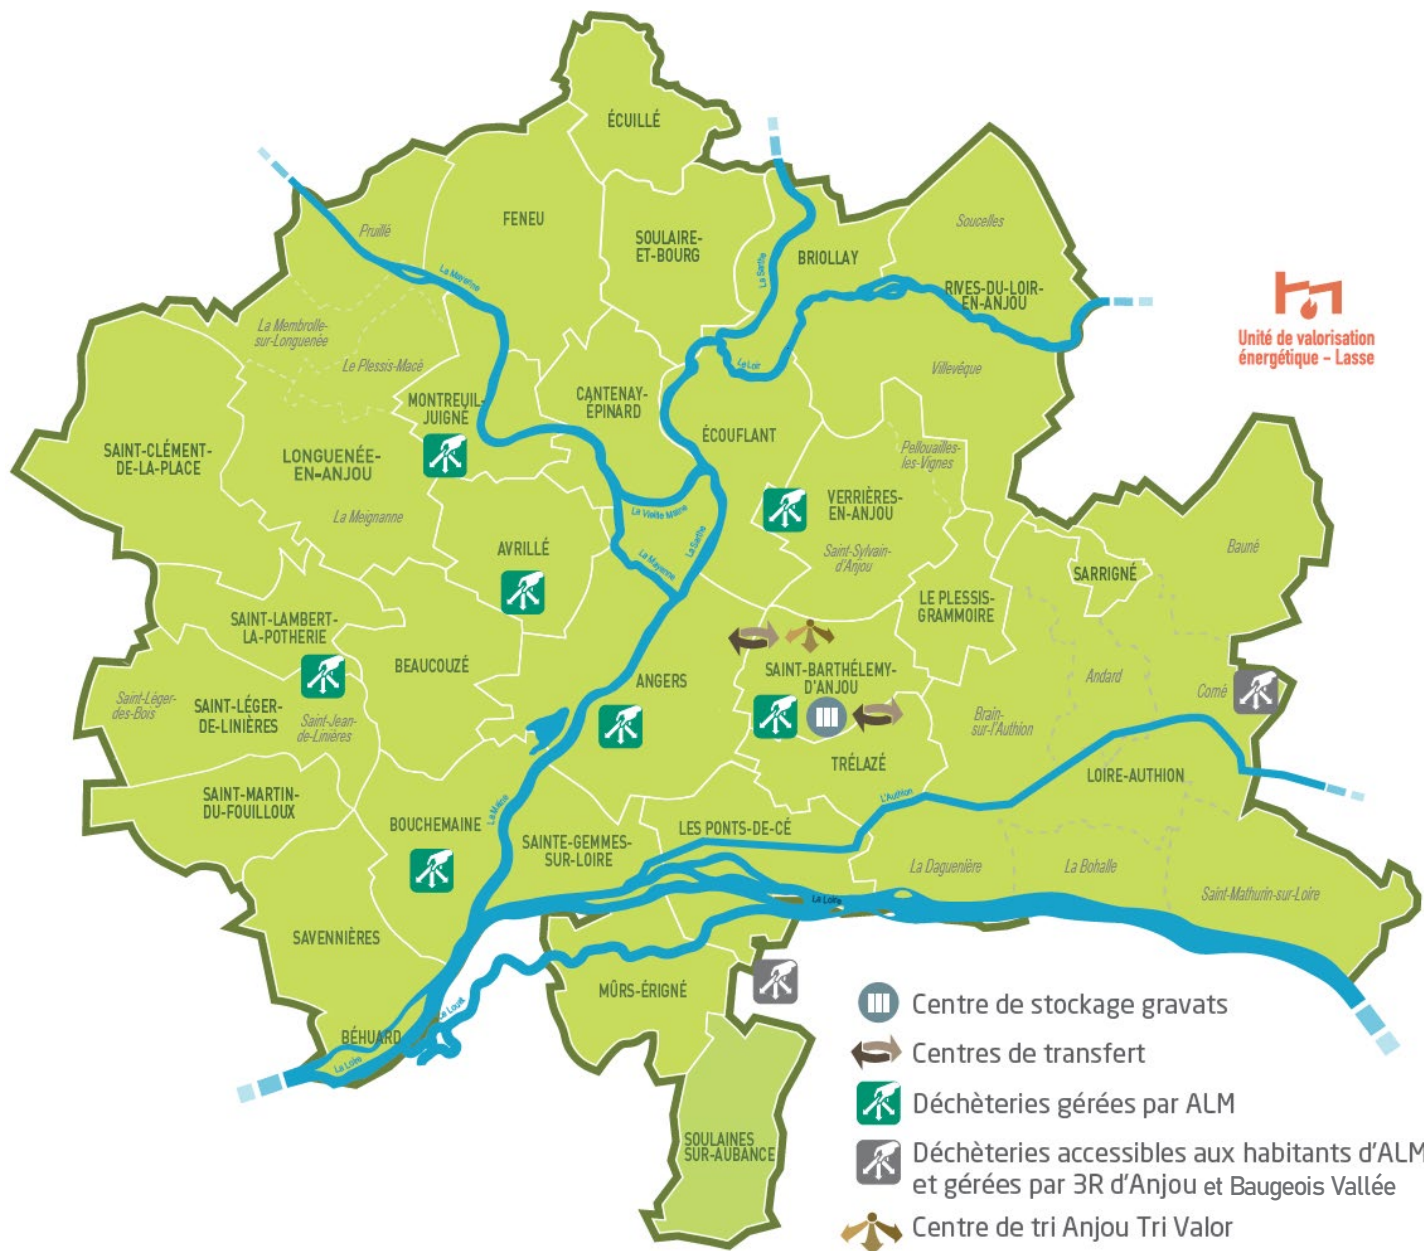 ÉCUILLÉ
FENEU
Pruillé
SOULAIRE-
ET-BOURG
La Sarthe
BRIOLLAY
Soucelles
La Mayenne
RIVES-DU-LOIR-
EN-ANJOU
La Membrolle-
sur-Longuenée
Le Plessis-Macé
Le Loir
Villevêque
Unité de valorisation
énergétique – Lasse
MONTREUIL-
JUIGNÉ
CANTENAY-
ÉPINARD
ÉCOUFLANT
SAINT-CLÉMENT-
DE-LA-PLACE
LONGUENÉE-
EN-ANJOU
Pellouailles-
les-Vignes
La Meignanne
La Vieille Maine
VERRIÈRES-
EN-ANJOU
AVRILLÉ
La Mayenne
La Sarthe
Saint-Sylvain-
d'Anjou
Bauné
SARRIGNÉ
LE PLESSIS-
GRAMMOIRE
SAINT-LAMBERT-
LA-POTHERIE
BEAUCOUZÉ
ANGERS
SAINT-BARTHÉLEMY-
D'ANJOU
Andard
Corné
Saint-Léger-
des-Bois
SAINT-LÉGER-
DE-LINIÈRES
Saint-Jean-
de-Linières
Brain-
sur-l'Authion
TRÉLAZÉ
LOIRE-AUTHION
SAINT-MARTIN-
DU-FOUILLOUX
L'Authion
La Maine
BOUCHEMAINE
SAINTE-GEMMES-
SUR-LOIRE
LES PONTS-DE-CÉ
La Daguenière
La Bohalle
Saint-Mathurin-sur-Loire
La Loire
SAVENNIÈRES
MÛRS-ÉRIGNÉ
Le Louet
BÉHUARD
La Loire
SOULAINES
SUR-AUBANCE
Centre de stockage gravats
Centres de transfert
Déchèteries gérées par ALM
Déchèteries accessibles aux habitants d'ALM
et gérées par 3R d'Anjou et Baugeois Vallée
Centre de tri Anjou Tri Valor